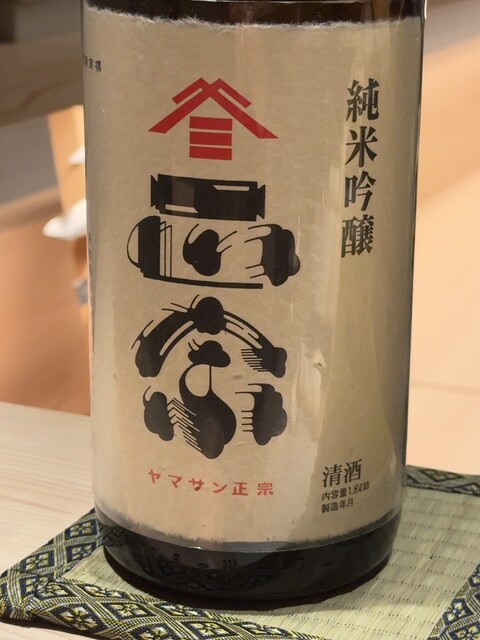 純米吟醸
三
正宗
ヤマサン正宗
清酒
内容量1.8ℓ詰
製造年月